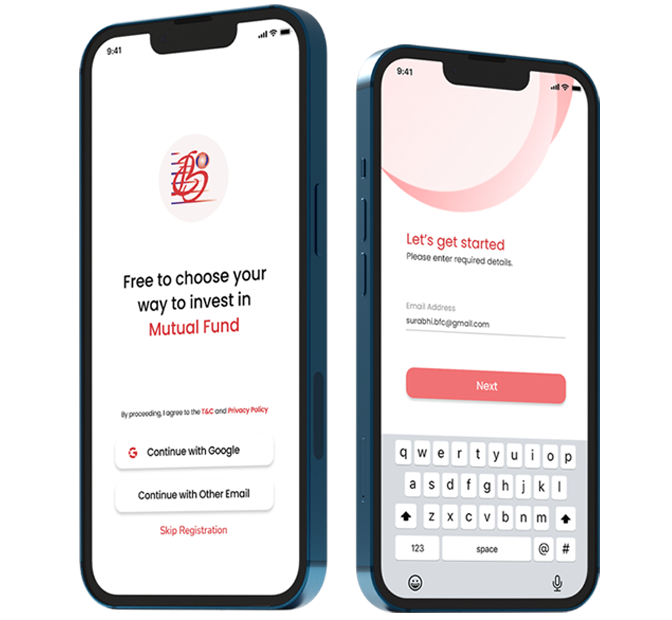 9:41
Free to choose your
way to invest in
Mutual Fund
By proceeding, I agree to the T&C and Privacy Policy
Continue with Google
Continue with Other Email
Skip Registration
9:41
Let's get started
Please enter required details.
Email Address
surabhi.bfc@gmail.com
Next
q w e r t y u i o p
a s d f g h j k l
z x c v b n m
123 space @ #